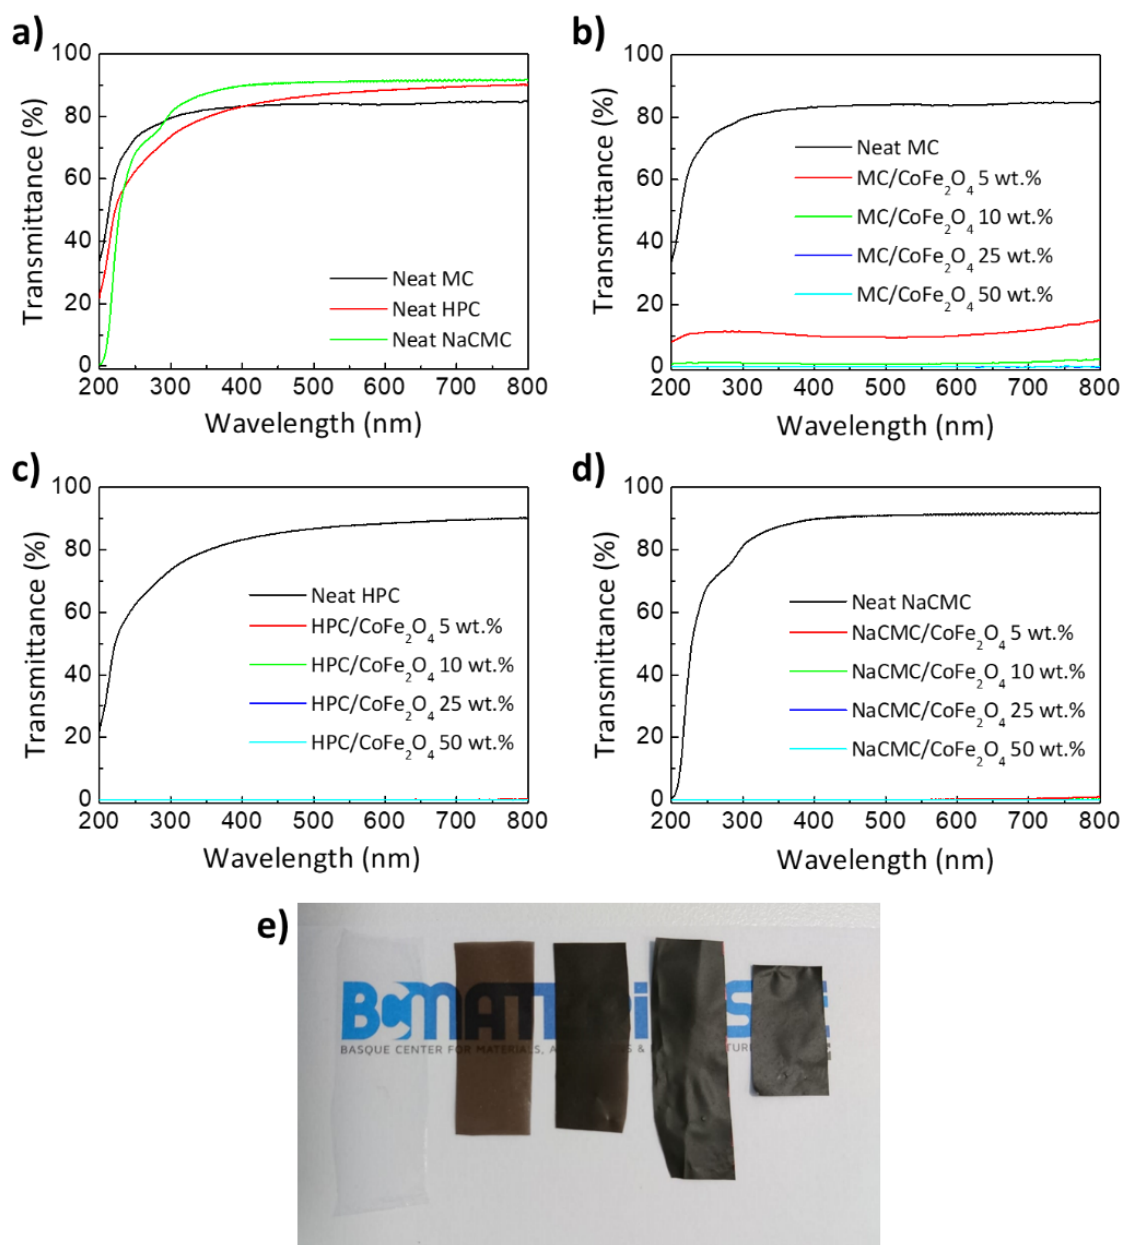 a)
100
80
60
40
20
0
Transmittance (%)
Neat MC
Neat HPC
Neat NaCMC
200 300 400 500 600 700 800
Wavelength (nm)
b)
100
80
60
40
20
0
Transmittance (%)
Neat MC
MC/CoFe₂O₄ 5 wt.%
MC/CoFe₂O₄ 10 wt.%
MC/CoFe₂O₄ 25 wt.%
MC/CoFe₂O₄ 50 wt.%
200 300 400 500 600 700 800
Wavelength (nm)
c)
100
80
60
40
20
0
Transmittance (%)
Neat HPC
HPC/CoFe₂O₄ 5 wt.%
HPC/CoFe₂O₄ 10 wt.%
HPC/CoFe₂O₄ 25 wt.%
HPC/CoFe₂O₄ 50 wt.%
200 300 400 500 600 700 800
Wavelength (nm)
d)
100
80
60
40
20
0
Transmittance (%)
Neat NaCMC
NaCMC/CoFe₂O₄ 5 wt.%
NaCMC/CoFe₂O₄ 10 wt.%
NaCMC/CoFe₂O₄ 25 wt.%
NaCMC/CoFe₂O₄ 50 wt.%
200 300 400 500 600 700 800
Wavelength (nm)
e)
BCMAT
BASQUE CENTER FOR MATERIALS, &